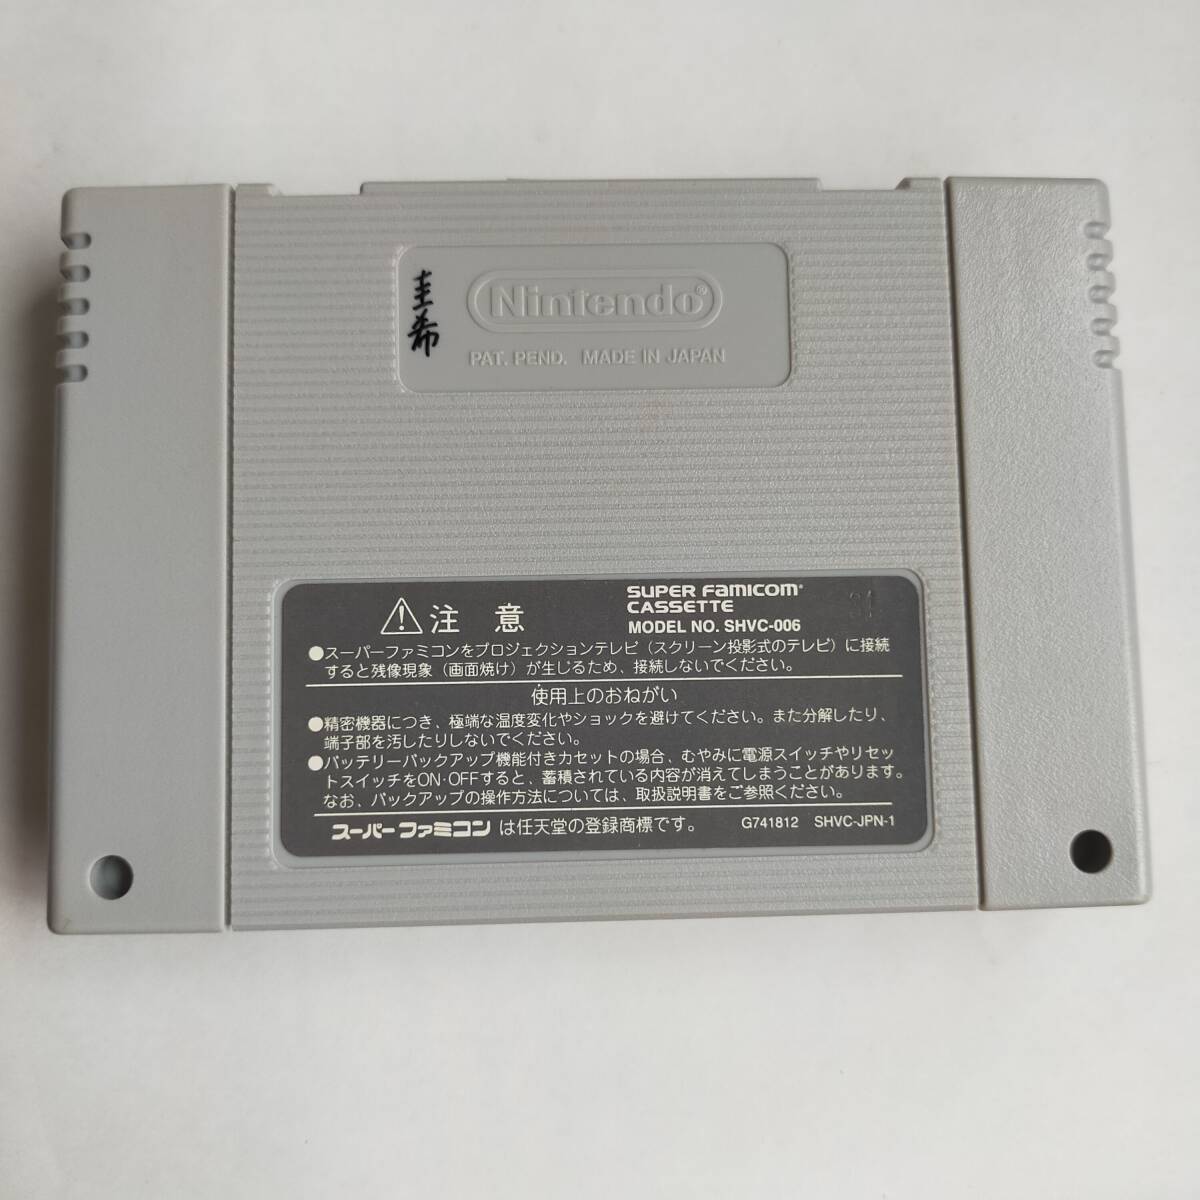 圭希
Nintendo®
PAT. PEND. MADE IN JAPAN
注意
SUPER FAMICOM
CASSETTE
MODEL NO. SHVC-006
●スーパーファミコンをプロジェクションテレビ（スクリーン投影式のテレビ）に接続
すると残像現象（画面焼け）が生じるため、接続しないでください。
使用上のおねがい
●精密機器につき、極端な温度変化やショックを避けてください。また分解したり、
端子部を汚したりしないでください。
●バッテリーバックアップ機能付きカセットの場合、むやみに電源スイッチやリセッ
トスイッチをON·OFFすると、蓄積されている内容が消えてしまうことがあります。
なお、バックアップの操作方法については、取扱説明書をご参照ください。
スーパーファミコンは任天堂の登録商標です。 G741812 SHVC-JPN-1